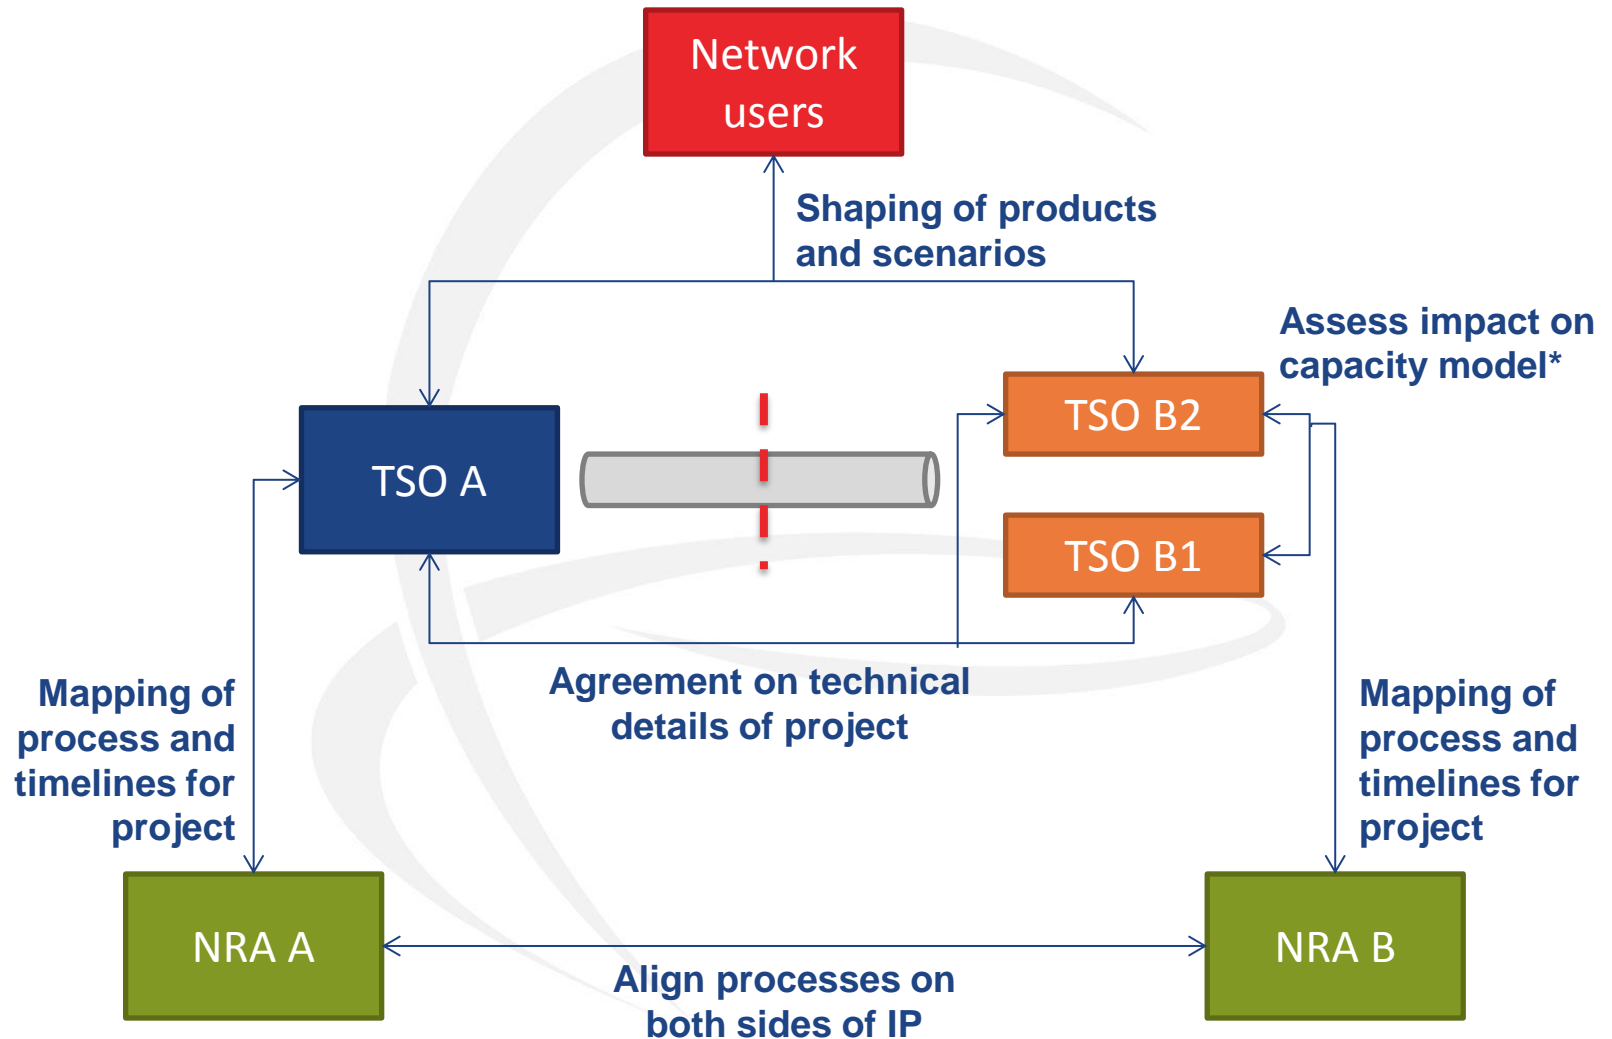 Network
users
Shaping of products
and scenarios
Assess impact on
capacity model*
TSO A
TSO B2
TSO B1
Agreement on technical
details of project
Mapping of
process and
timelines for
project
Mapping of
process and
timelines for
project
NRA A
NRA B
Align processes on
both sides of IP